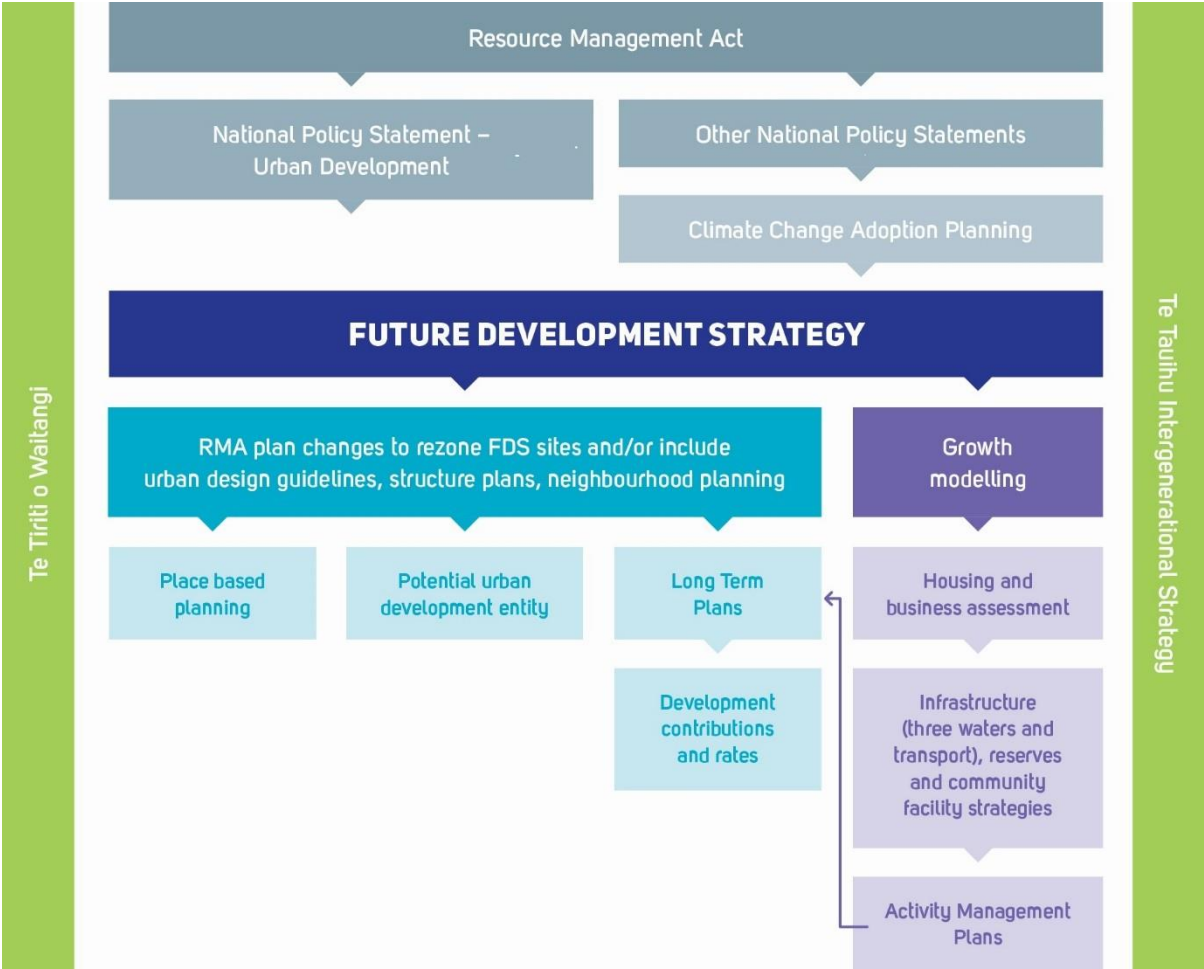 Resource Management Act
National Policy Statement –
Urban Development
Other National Policy Statements
Climate Change Adoption Planning
FUTURE DEVELOPMENT STRATEGY
RMA plan changes to rezone FDS sites and/or include
urban design guidelines, structure plans, neighbourhood planning
Growth
modelling
Place based
planning
Potential urban
development entity
Long Term
Plans
Housing and
business assessment
Development
contributions
and rates
Infrastructure
(three waters and
transport), reserves
and community
facility strategies
Activity Management
Plans
Te Tiriti o Waitangi
Te Tauihu Intergenerational Strategy